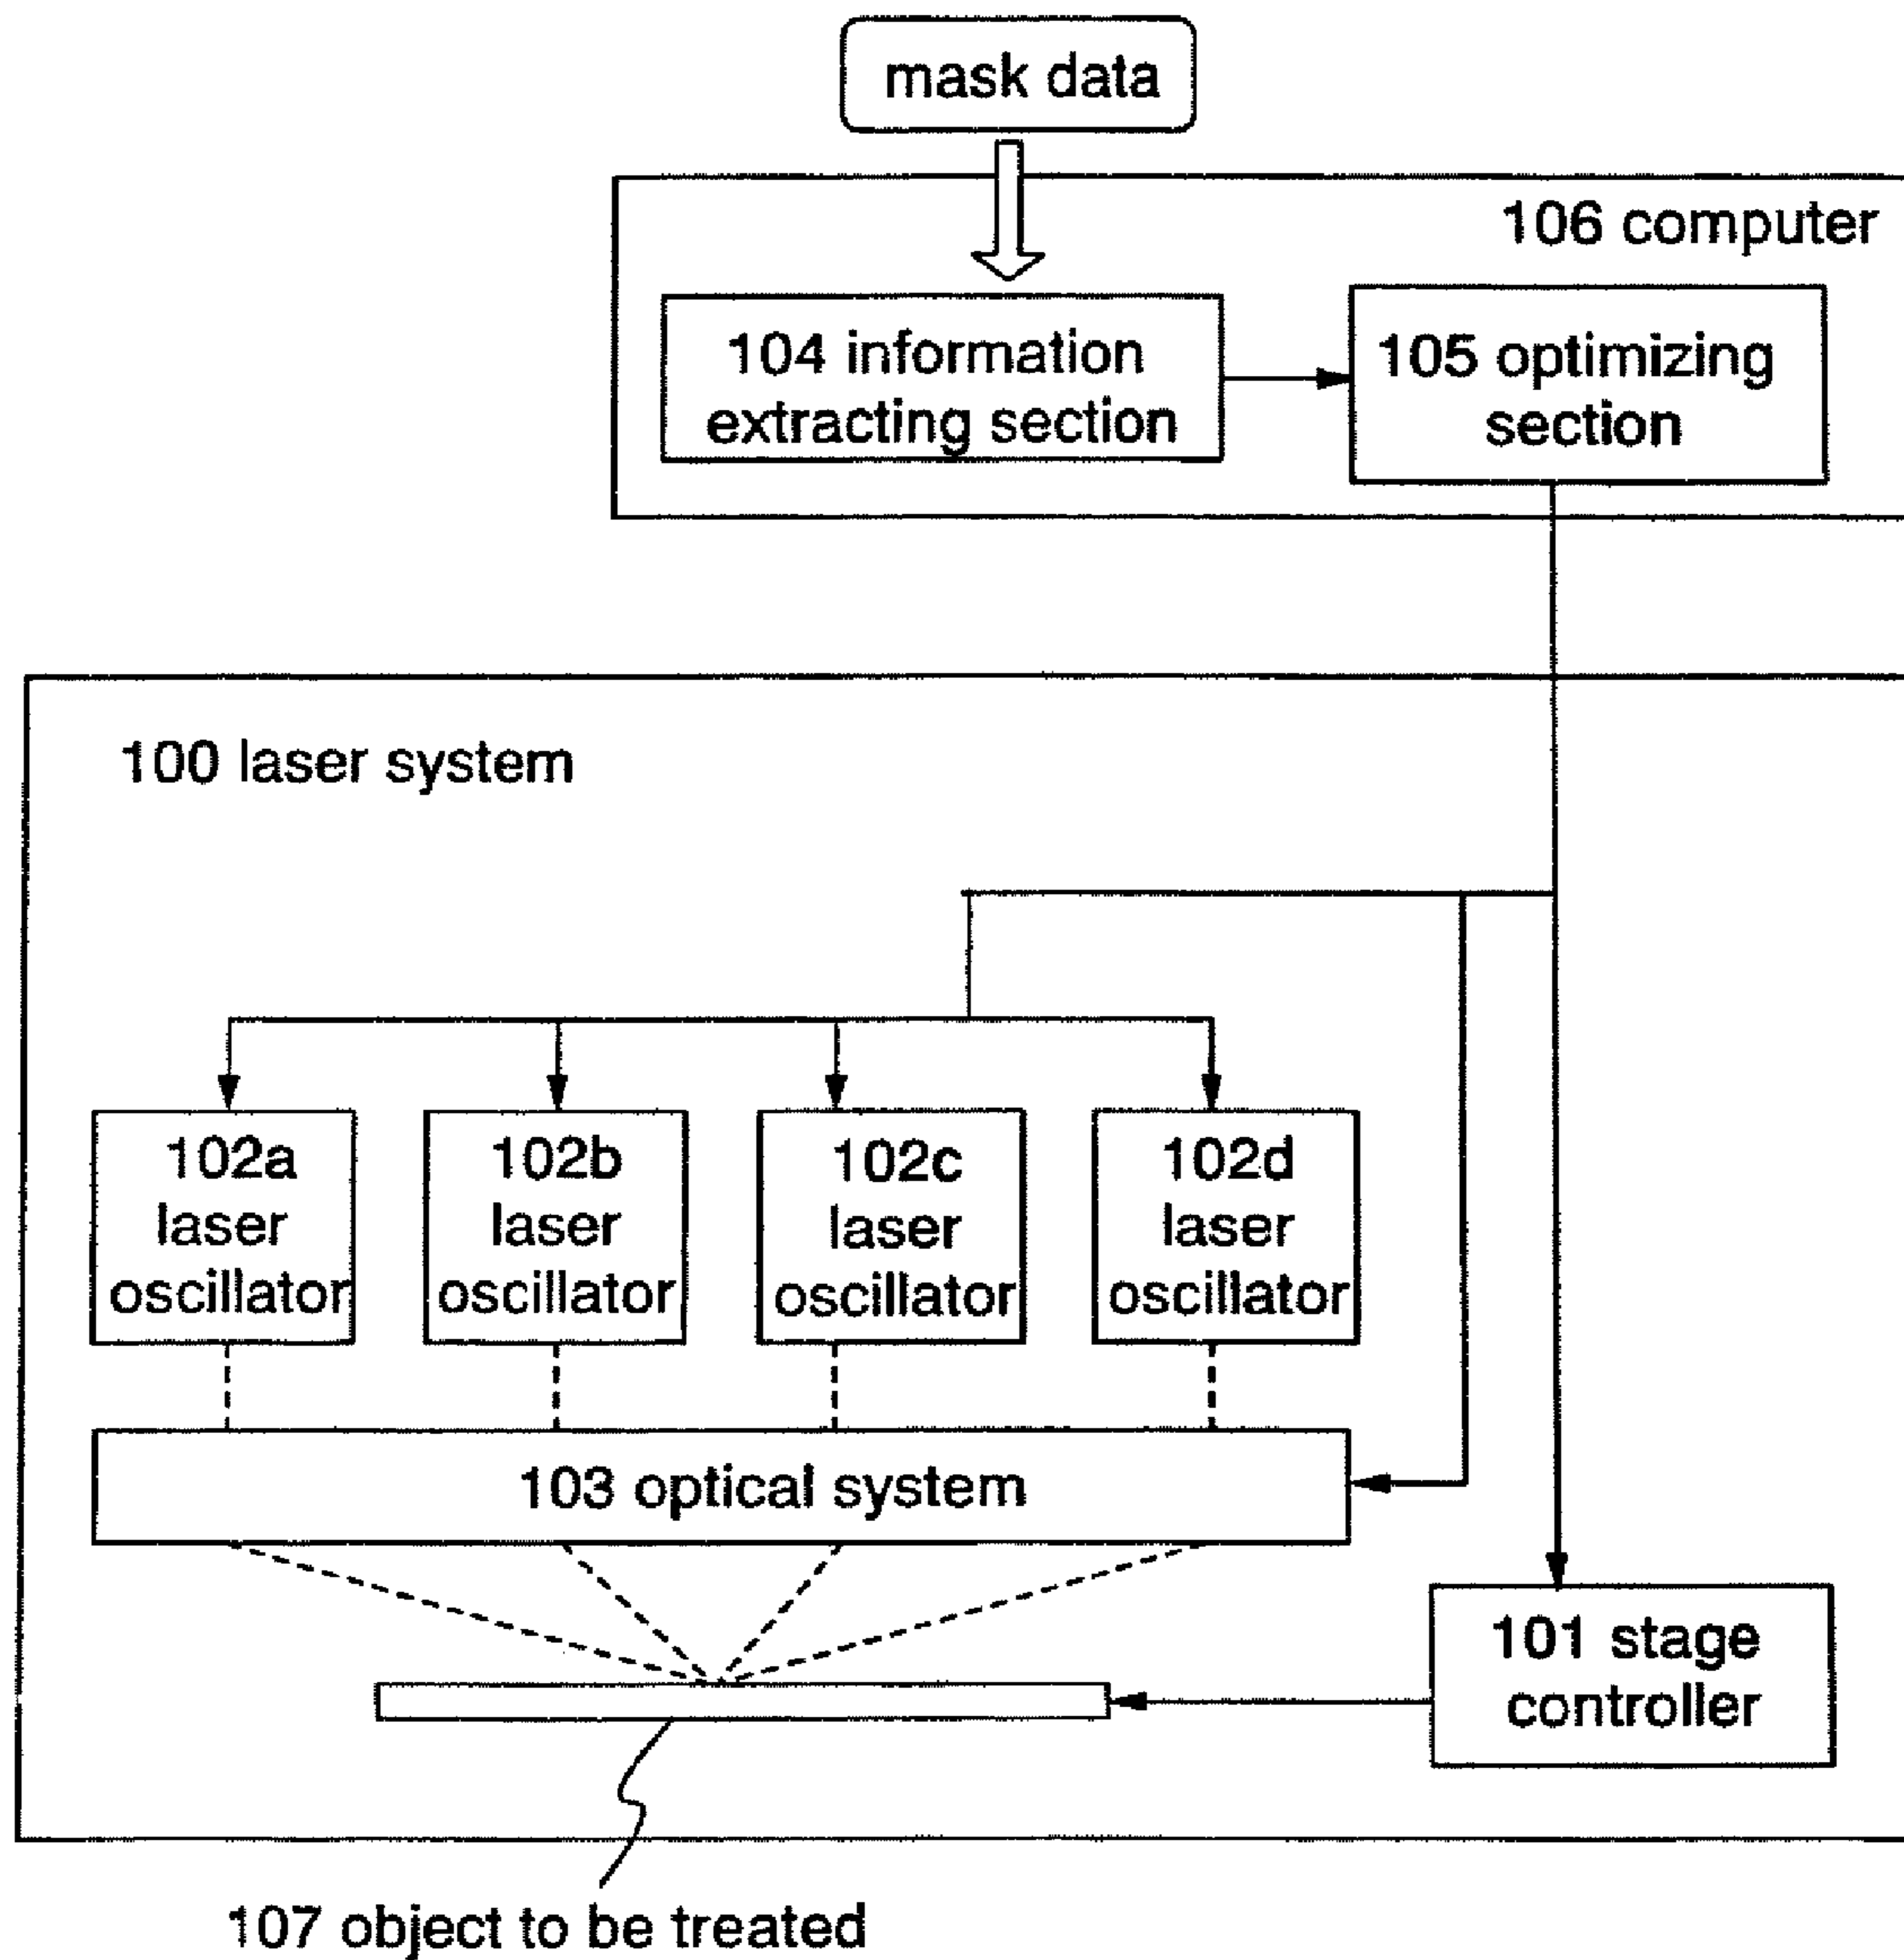 mask data
106 computer
104 information
extracting section
105 optimizing
section
100 laser system
102a
laser
oscillator
102b
laser
oscillator
102c
laser
oscillator
102d
laser
oscillator
103 optical system
101 stage
controller
107 object to be treated